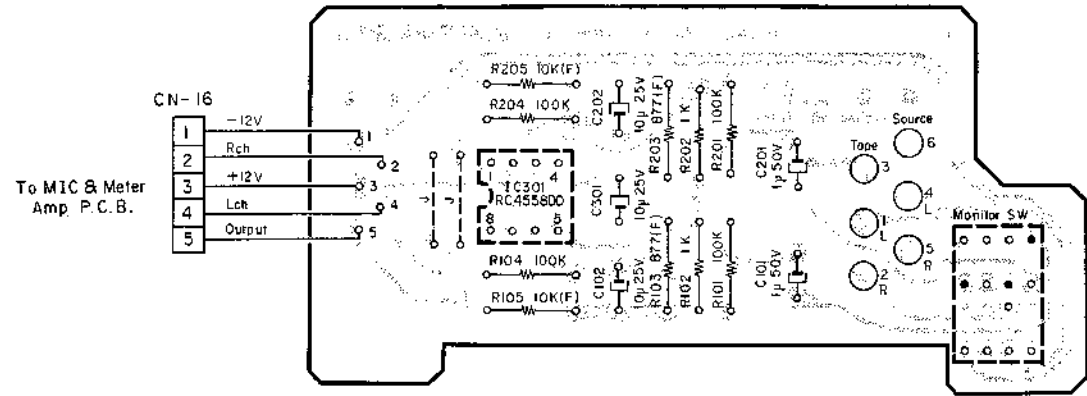 CN-16
1 -12V
2 Rch
3 +12V
4 Lch
5 Output
To MIC & Meter
Amp P.C.B.
1
2
3
4
5
R205 10K(F)
R204 100K
1 4
IC301
RC4558DD
8 5
R104 100K
R105 10K(F)
C202
10μ 25V
C301
10μ 25V
C102
10μ 25V
R203 877(F)
R202 1K
R201 100K
R103 877(F)
R102 1K
R101 100K
C201
1μ 50V
C101
1μ 50V
Source
6
Tape
3
4
L
1
L
5
R
2
R
Monitor SW